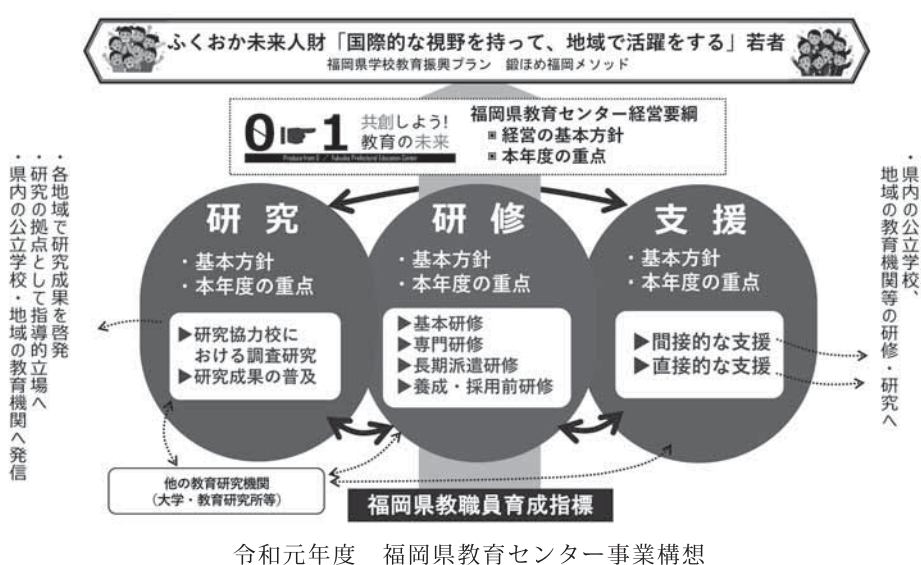 ふくおか未来人財「国際的な視野を持って、地域で活躍をする」若者
福岡県学校教育振興プラン　鍛ほめ福岡メソッド
0 1
共創しよう!
教育の未来
Produce from 0 ／ Fukuoka Prefectural Education Center
福岡県教育センター経営要綱
▣ 経営の基本方針
▣ 本年度の重点
研 究
・基本方針
・本年度の重点
▶研究協力校に
おける調査研究
▶研究成果の普及
研 修
・基本方針
・本年度の重点
▶基本研修
▶専門研修
▶長期派遣研修
▶養成・採用前研修
支 援
・基本方針
・本年度の重点
▶間接的な支援
▶直接的な支援
・各地域で研究成果を啓発
・研究の拠点として指導的立場へ
・県内の公立学校・地域の教育機関へ発信
・県内の公立学校、
地域の教育機関等の研修・研究へ
他の教育研究機関
（大学・教育研究所等）
福岡県教職員育成指標
令和元年度　福岡県教育センター事業構想